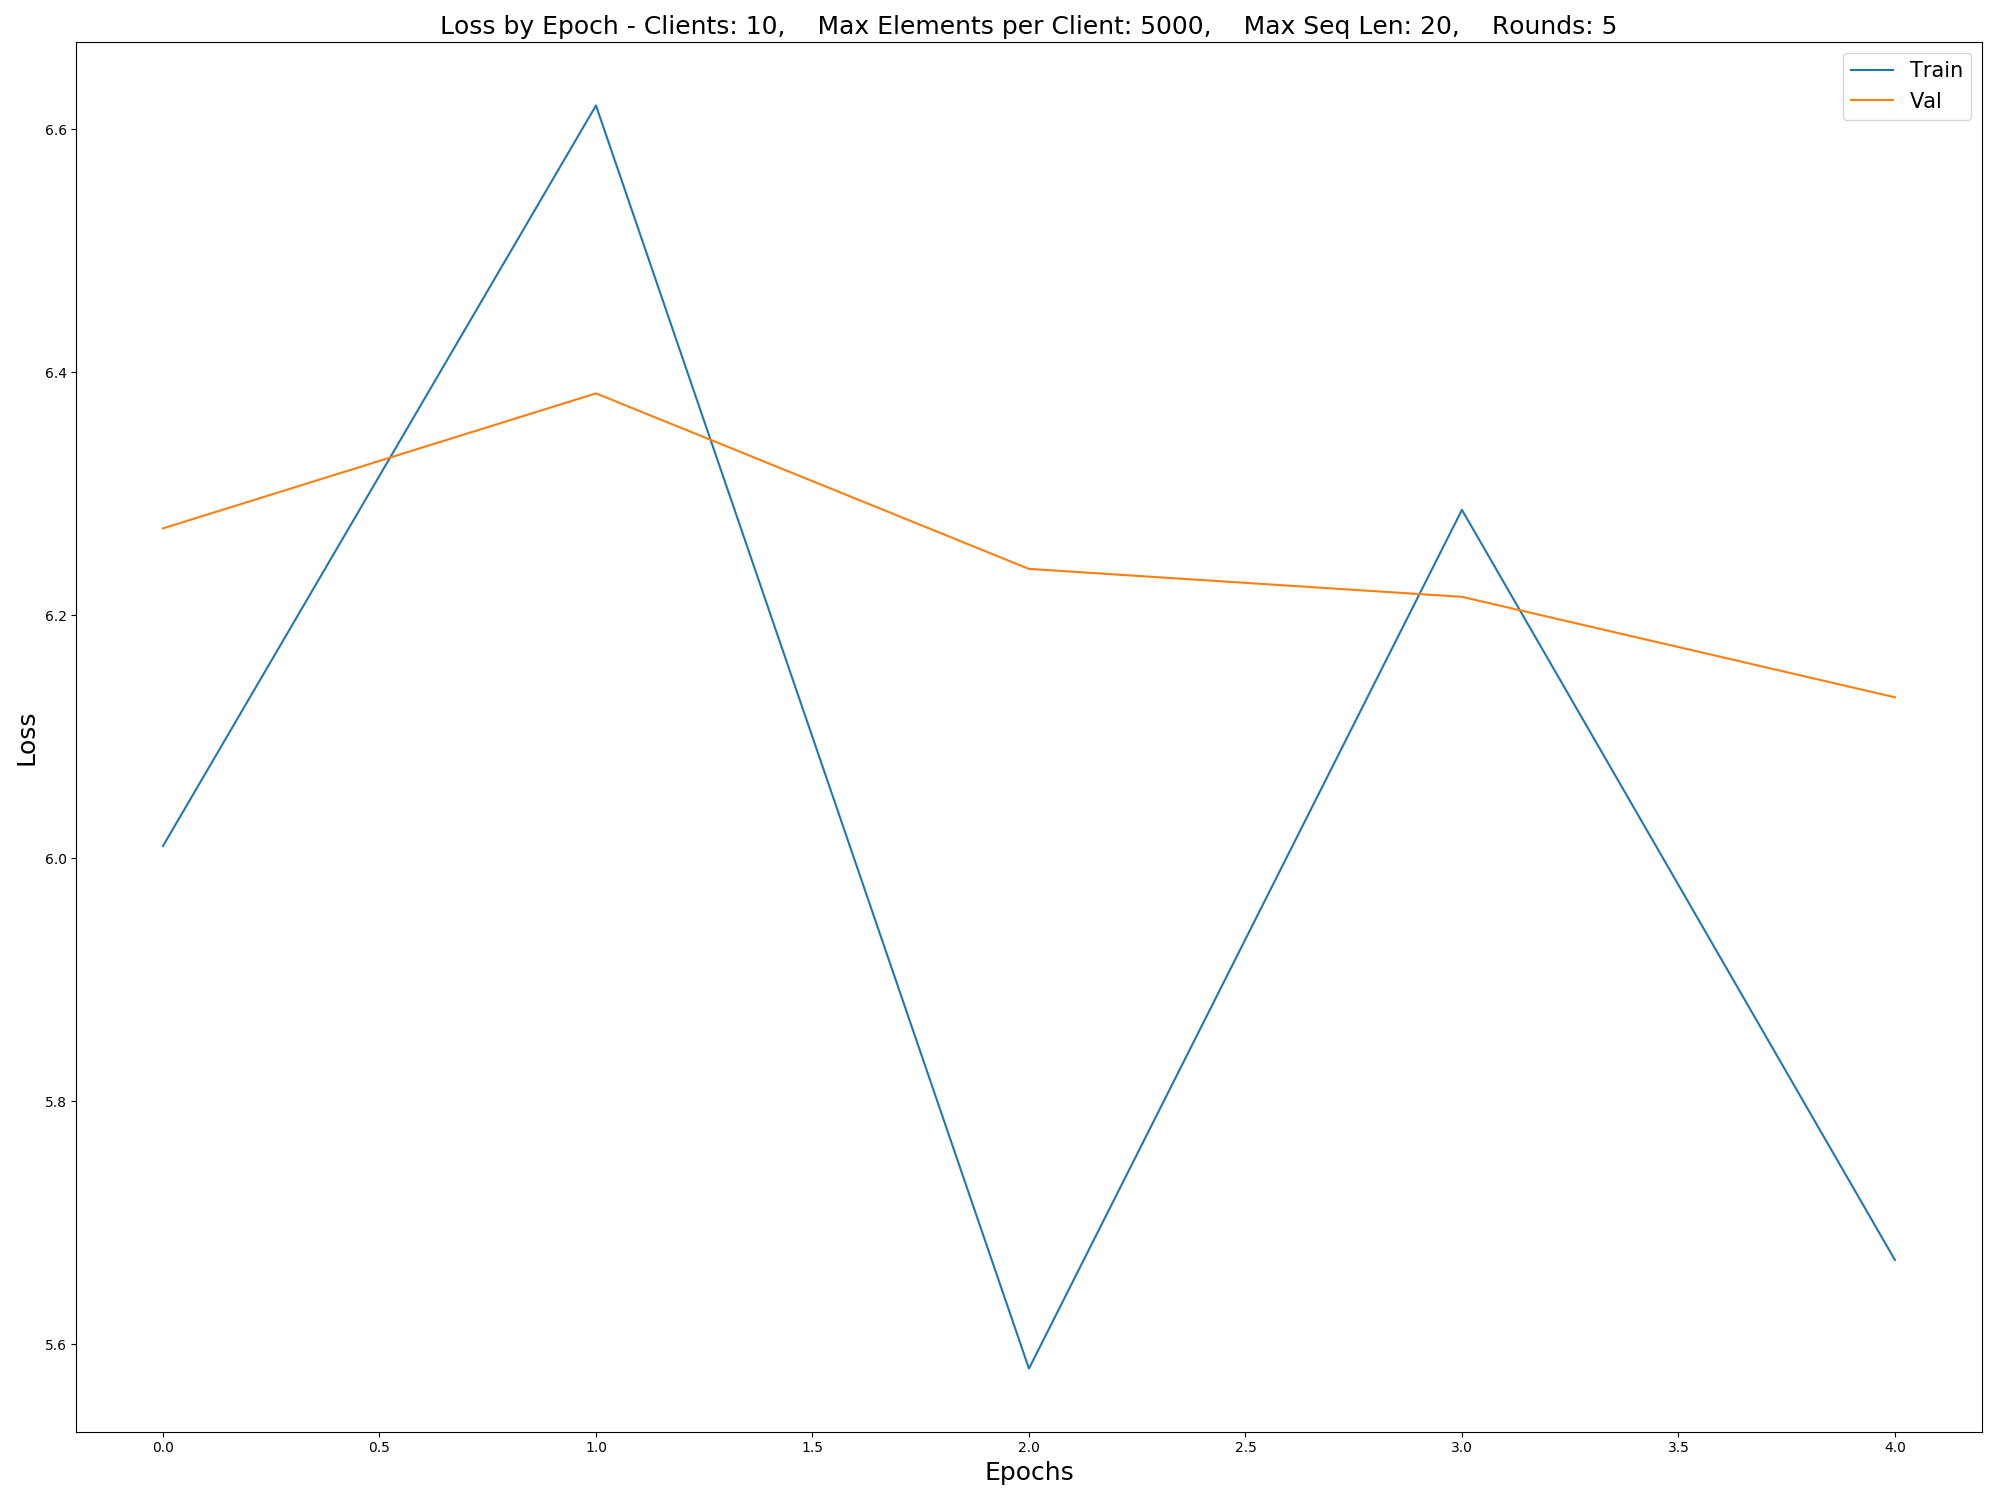 Loss by Epoch - Clients: 10,    Max Elements per Client: 5000,    Max Seq Len: 20,    Rounds: 5
Train
Val
6.6
6.4
6.2
6.0
5.8
5.6
Loss
0.0 0.5 1.0 1.5 2.0 2.5 3.0 3.5 4.0
Epochs